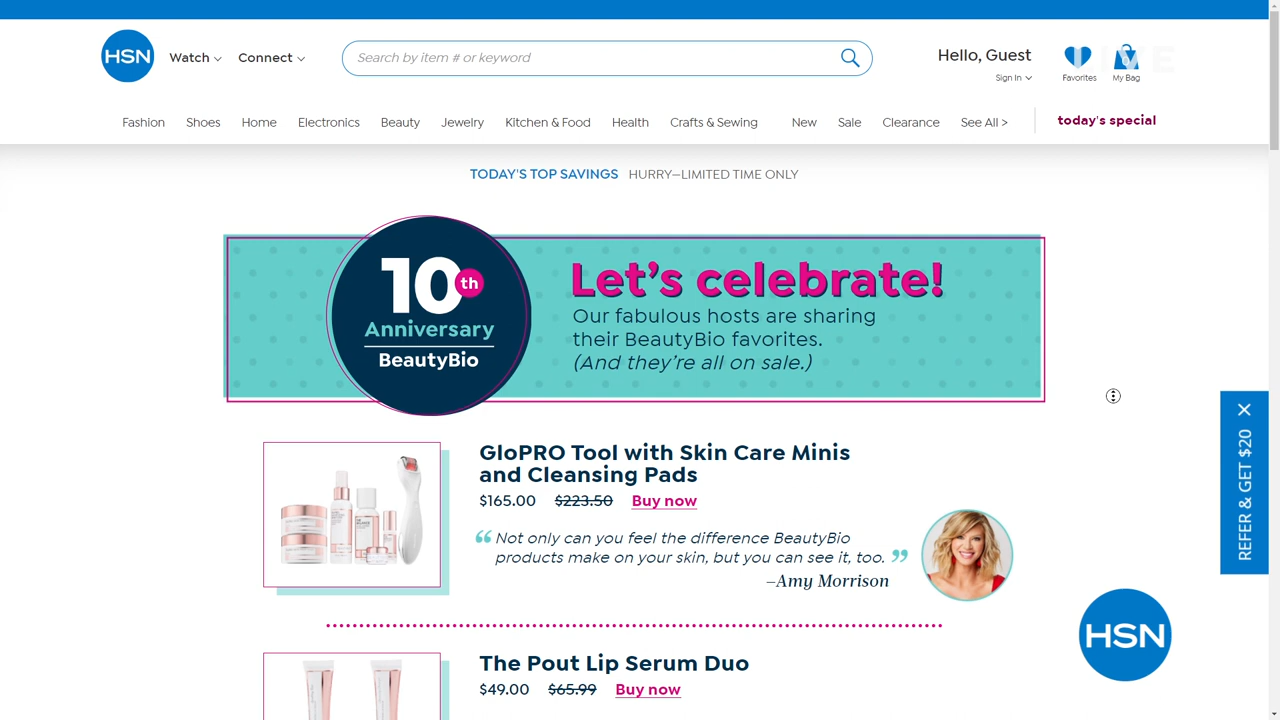 HSN
Watch
Connect
Search by item # or keyword
Hello, Guest
Sign In
Favorites
My Bag
Fashion
Shoes
Home
Electronics
Beauty
Jewelry
Kitchen & Food
Health
Crafts & Sewing
New
Sale
Clearance
See All >
today's special
TODAY'S TOP SAVINGS HURRY—LIMITED TIME ONLY
10th
Anniversary
BeautyBio
Let's celebrate!
Our fabulous hosts are sharing
their BeautyBio favorites.
(And they're all on sale.)
REFER & GET $20
GloPRO Tool with Skin Care Minis
and Cleansing Pads
$165.00 $223.50 Buy now
“Not only can you feel the difference BeautyBio
products make on your skin, but you can see it, too.”
–Amy Morrison
HSN
The Pout Lip Serum Duo
$49.00 $65.99 Buy now